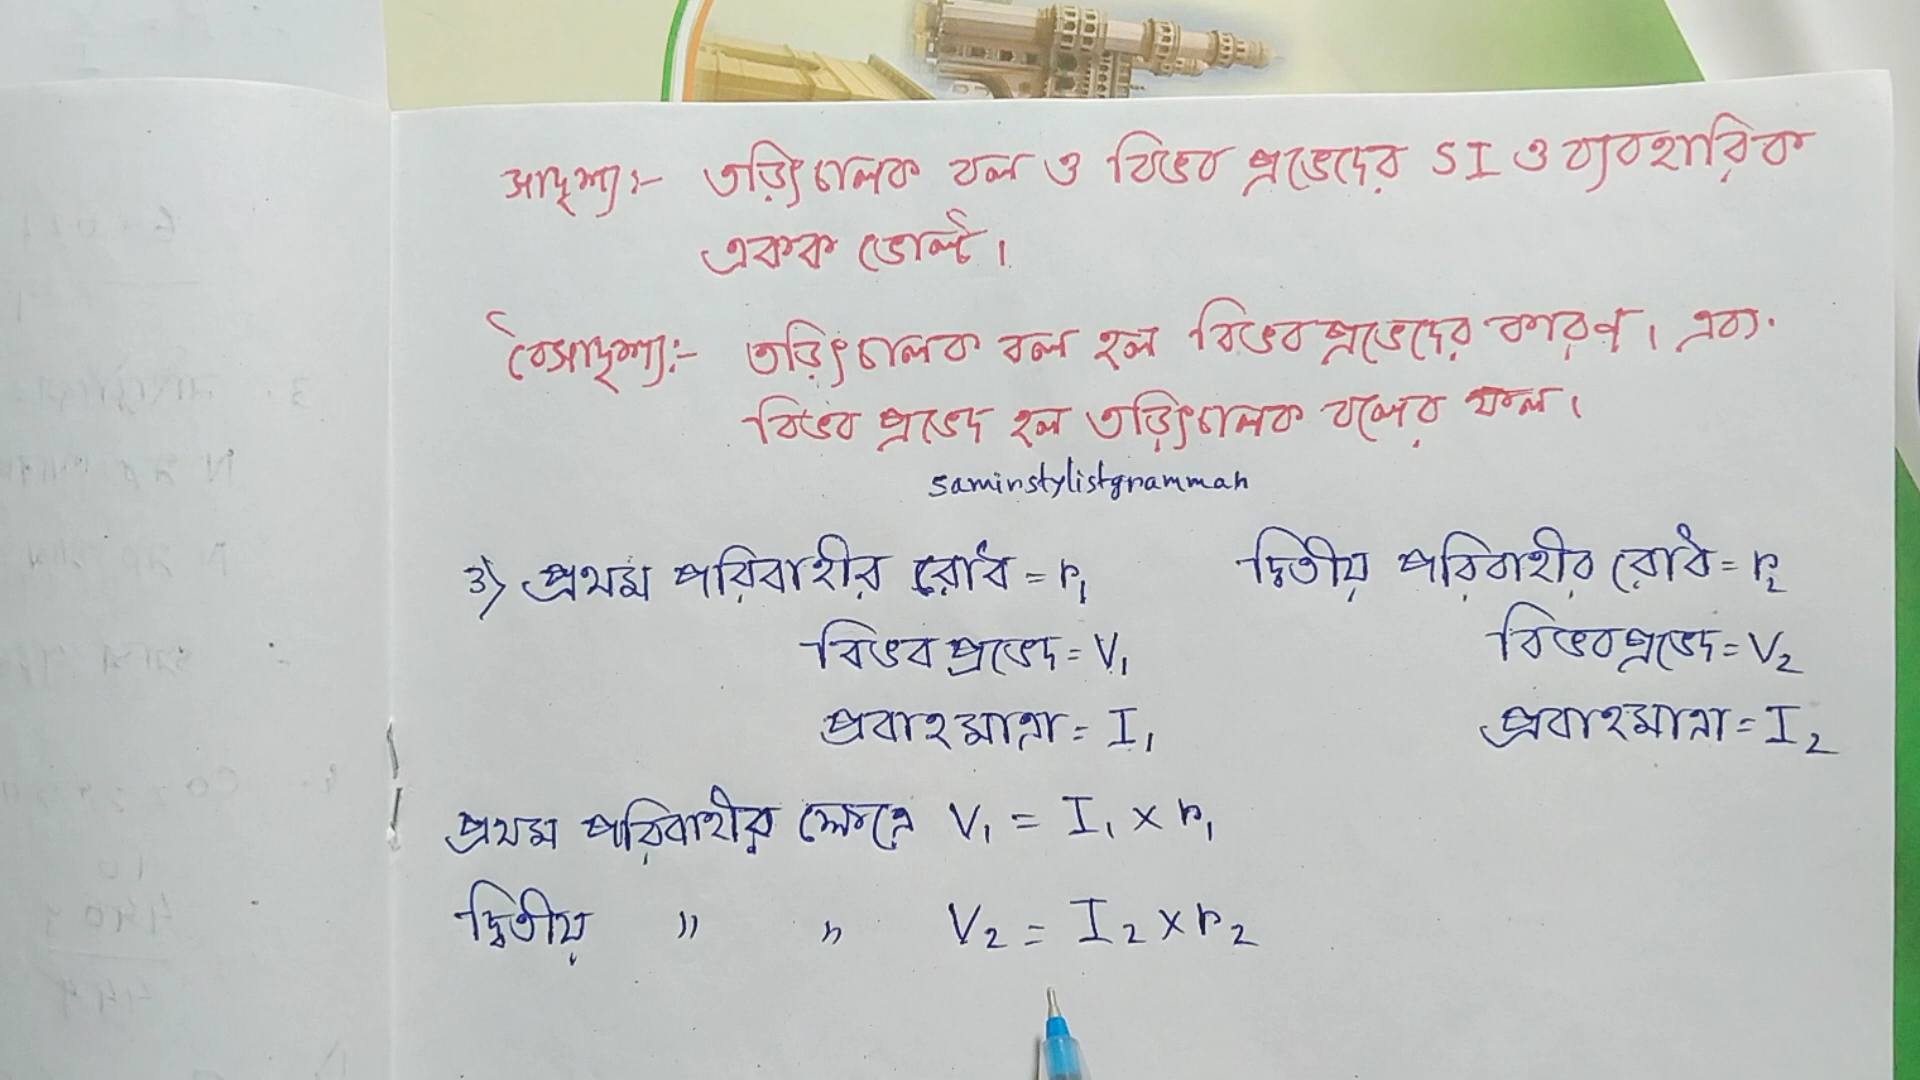 সাদৃশ্য:- তড়িৎচালক বল ও বিভব প্রভেদের SI ও ব্যবহারিক
একক ভোল্ট।
বৈসাদৃশ্য:- তড়িৎচালক বল হল বিভবপ্রভেদের কারণ। এবং
বিভব প্রভেদ হল তড়িৎচালক বলের ফল।
saminstylistgrammah
3) প্রথম পরিবাহীর রোধ = r₁ দ্বিতীয় পরিবাহীর রোধ = r₂
বিভব প্রভেদ = V₁ বিভবপ্রভেদ = V₂
প্রবাহমাত্রা = I₁ প্রবাহমাত্রা = I₂
প্রথম পরিবাহীর ক্ষেত্রে V₁ = I₁ × r₁
দ্বিতীয় " " V₂ = I₂ × r₂